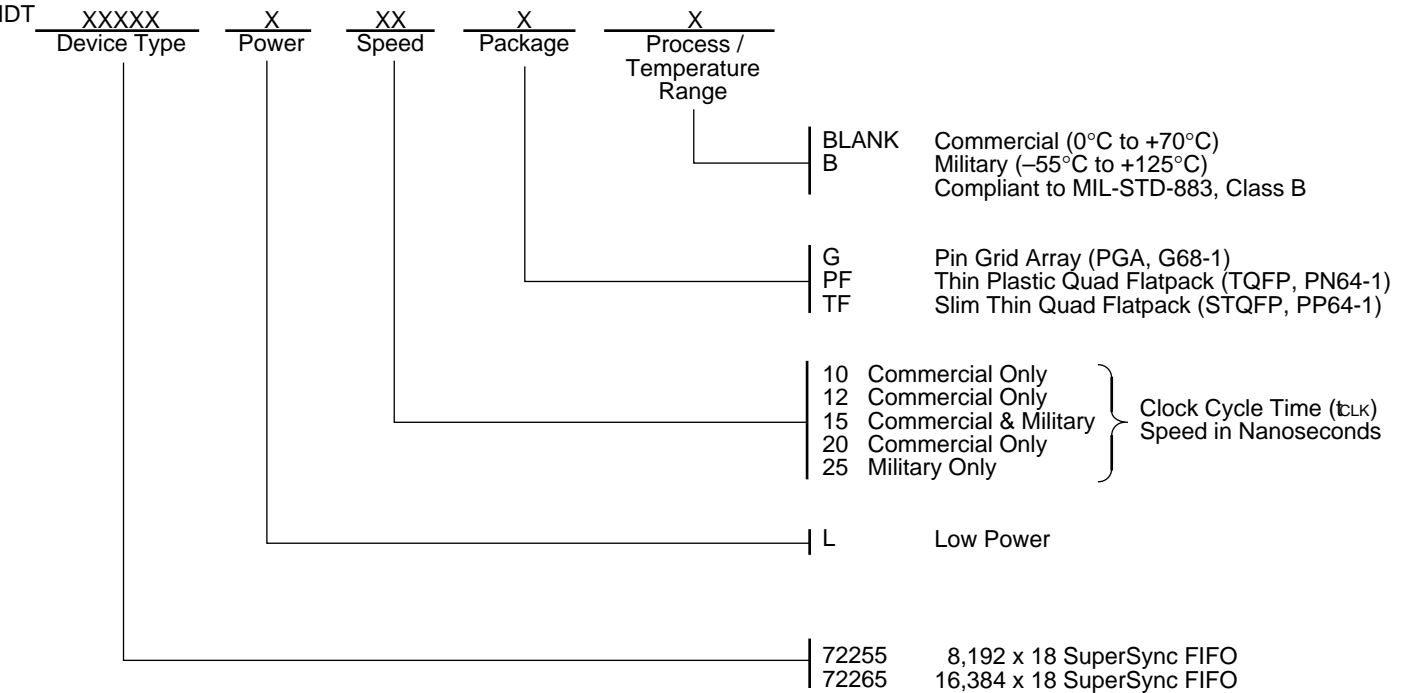 IDT XXXXX X XX X X
Device Type Power Speed Package Process /
Temperature
Range
BLANK Commercial (0°C to +70°C)
B Military (–55°C to +125°C)
Compliant to MIL-STD-883, Class B
G Pin Grid Array (PGA, G68-1)
PF Thin Plastic Quad Flatpack (TQFP, PN64-1)
TF Slim Thin Quad Flatpack (STQFP, PP64-1)
10 Commercial Only
12 Commercial Only
15 Commercial & Military
20 Commercial Only
25 Military Only
Clock Cycle Time (tCLK)
Speed in Nanoseconds
L Low Power
72255 8,192 x 18 SuperSync FIFO
72265 16,384 x 18 SuperSync FIFO